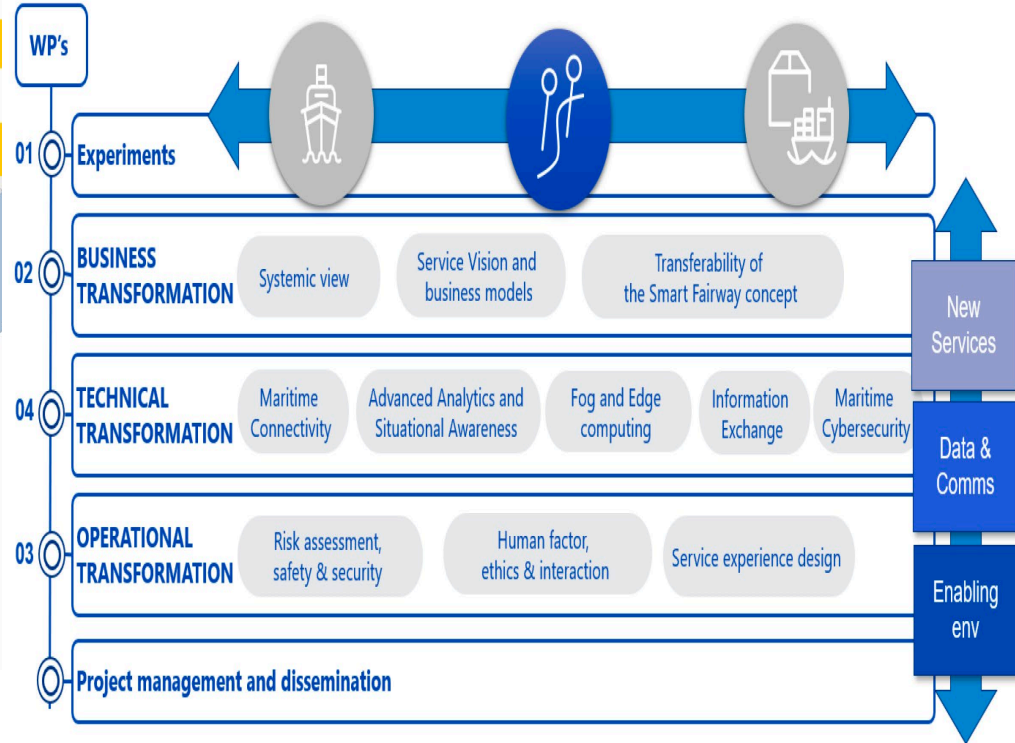 WP's
01
Experiments
02
BUSINESS
TRANSFORMATION
Systemic view
Service Vision and
business models
Transferability of
the Smart Fairway concept
04
TECHNICAL
TRANSFORMATION
Maritime
Connectivity
Advanced Analytics and
Situational Awareness
Fog and Edge
computing
Information
Exchange
Maritime
Cybersecurity
03
OPERATIONAL
TRANSFORMATION
Risk assessment,
safety & security
Human factor,
ethics & interaction
Service experience design
Project management and dissemination
New
Services
Data &
Comms
Enabling
env